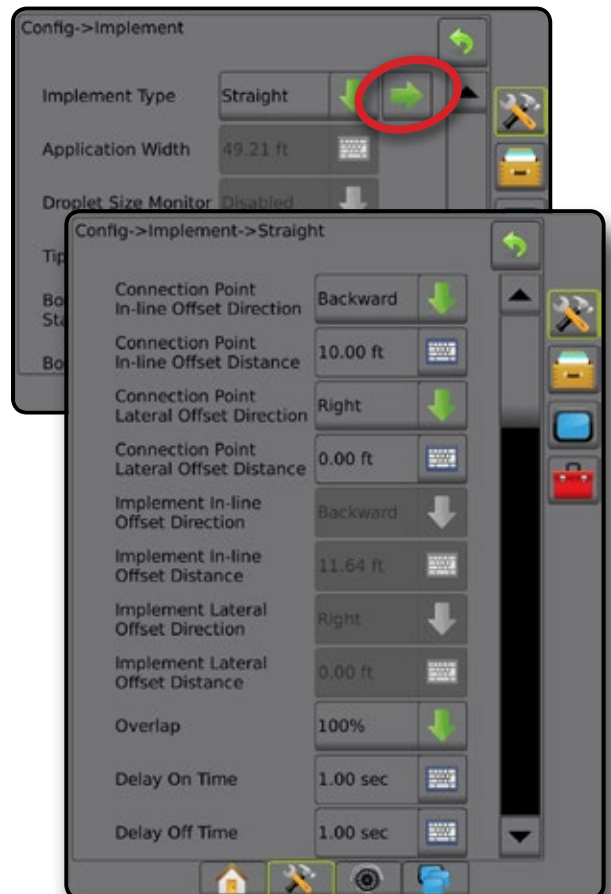 Config->Implement
Implement Type Straight
Application Width 49.21 ft
Droplet Size Monitor Disabled
Config->Implement->Straight
Connection Point
In-line Offset Direction Backward
Connection Point
In-line Offset Distance 10.00 ft
Connection Point
Lateral Offset Direction Right
Connection Point
Lateral Offset Distance 0.00 ft
Implement In-line
Offset Direction Backward
Implement In-line
Offset Distance 11.64 ft
Implement Lateral
Offset Direction Right
Implement Lateral
Offset Distance 0.00 ft
Overlap 100%
Delay On Time 1.00 sec
Delay Off Time 1.00 sec